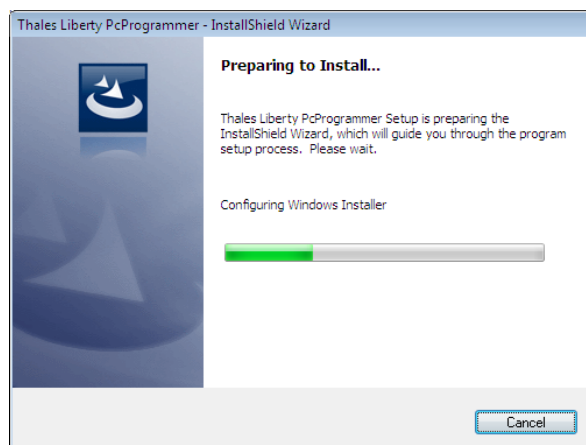 Thales Liberty PcProgrammer - InstallShield Wizard
Preparing to Install...
Thales Liberty PcProgrammer Setup is preparing the
InstallShield Wizard, which will guide you through the program
setup process.  Please wait.
Configuring Windows Installer
Cancel